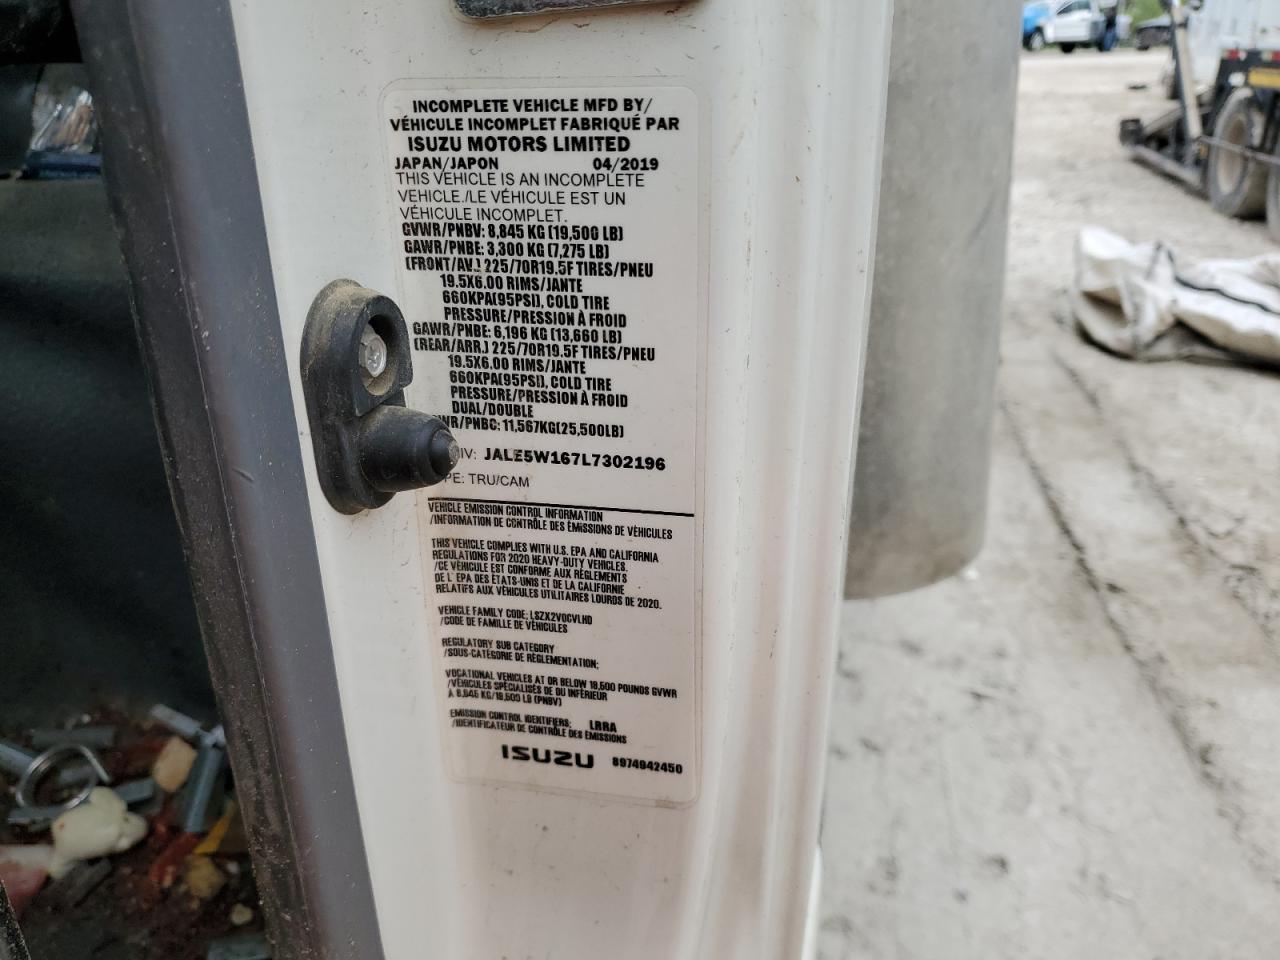 INCOMPLETE VEHICLE MFD BY/
VÉHICULE INCOMPLET FABRIQUÉ PAR
ISUZU MOTORS LIMITED
JAPAN/JAPON 04/2019
THIS VEHICLE IS AN INCOMPLETE
VEHICLE./LE VÉHICULE EST UN
VÉHICULE INCOMPLET.
GVWR/PNBV: 8,845 KG (19,500 LB)
GAWR/PNBE: 3,300 KG (7,275 LB)
(FRONT/AV.) 225/70R19.5F TIRES/PNEU
19.5X6.00 RIMS/JANTE
660KPA(95PSI), COLD TIRE
PRESSURE/PRESSION À FROID
GAWR/PNBE: 6,196 KG (13,660 LB)
(REAR/ARR.) 225/70R19.5F TIRES/PNEU
19.5X6.00 RIMS/JANTE
660KPA(95PSI), COLD TIRE
PRESSURE/PRESSION À FROID
DUAL/DOUBLE
WR/PNBC: 11,567KG(25,500LB)
IV: JALE5W167L7302196
PE: TRU/CAM
VEHICLE EMISSION CONTROL INFORMATION
/INFORMATION DE CONTRÔLE DES ÉMISSIONS DE VÉHICULES
THIS VEHICLE COMPLIES WITH U.S. EPA AND CALIFORNIA
REGULATIONS FOR 2020 HEAVY-DUTY VEHICLES.
/CE VÉHICULE EST CONFORME AUX RÈGLEMENTS
DE L'EPA DES ÉTATS-UNIS ET DE LA CALIFORNIE
RELATIFS AUX VÉHICULES UTILITAIRES LOURDS DE 2020.
VEHICLE FAMILY CODE: LSZX2VOCVLHD
/CODE DE FAMILLE DE VÉHICULES
REGULATORY SUB CATEGORY
/SOUS-CATÉGORIE DE RÉGLEMENTATION:
VOCATIONAL VEHICLES AT OR BELOW 19,500 POUNDS GVWR
/VÉHICULES SPÉCIALISÉS DE OU INFÉRIEUR
À 8,845 KG/19,500 LB (PNBV)
EMISSION CONTROL IDENTIFIERS: LRRA
/IDENTIFICATEUR DE CONTRÔLE DES ÉMISSIONS
ISUZU 8974942450